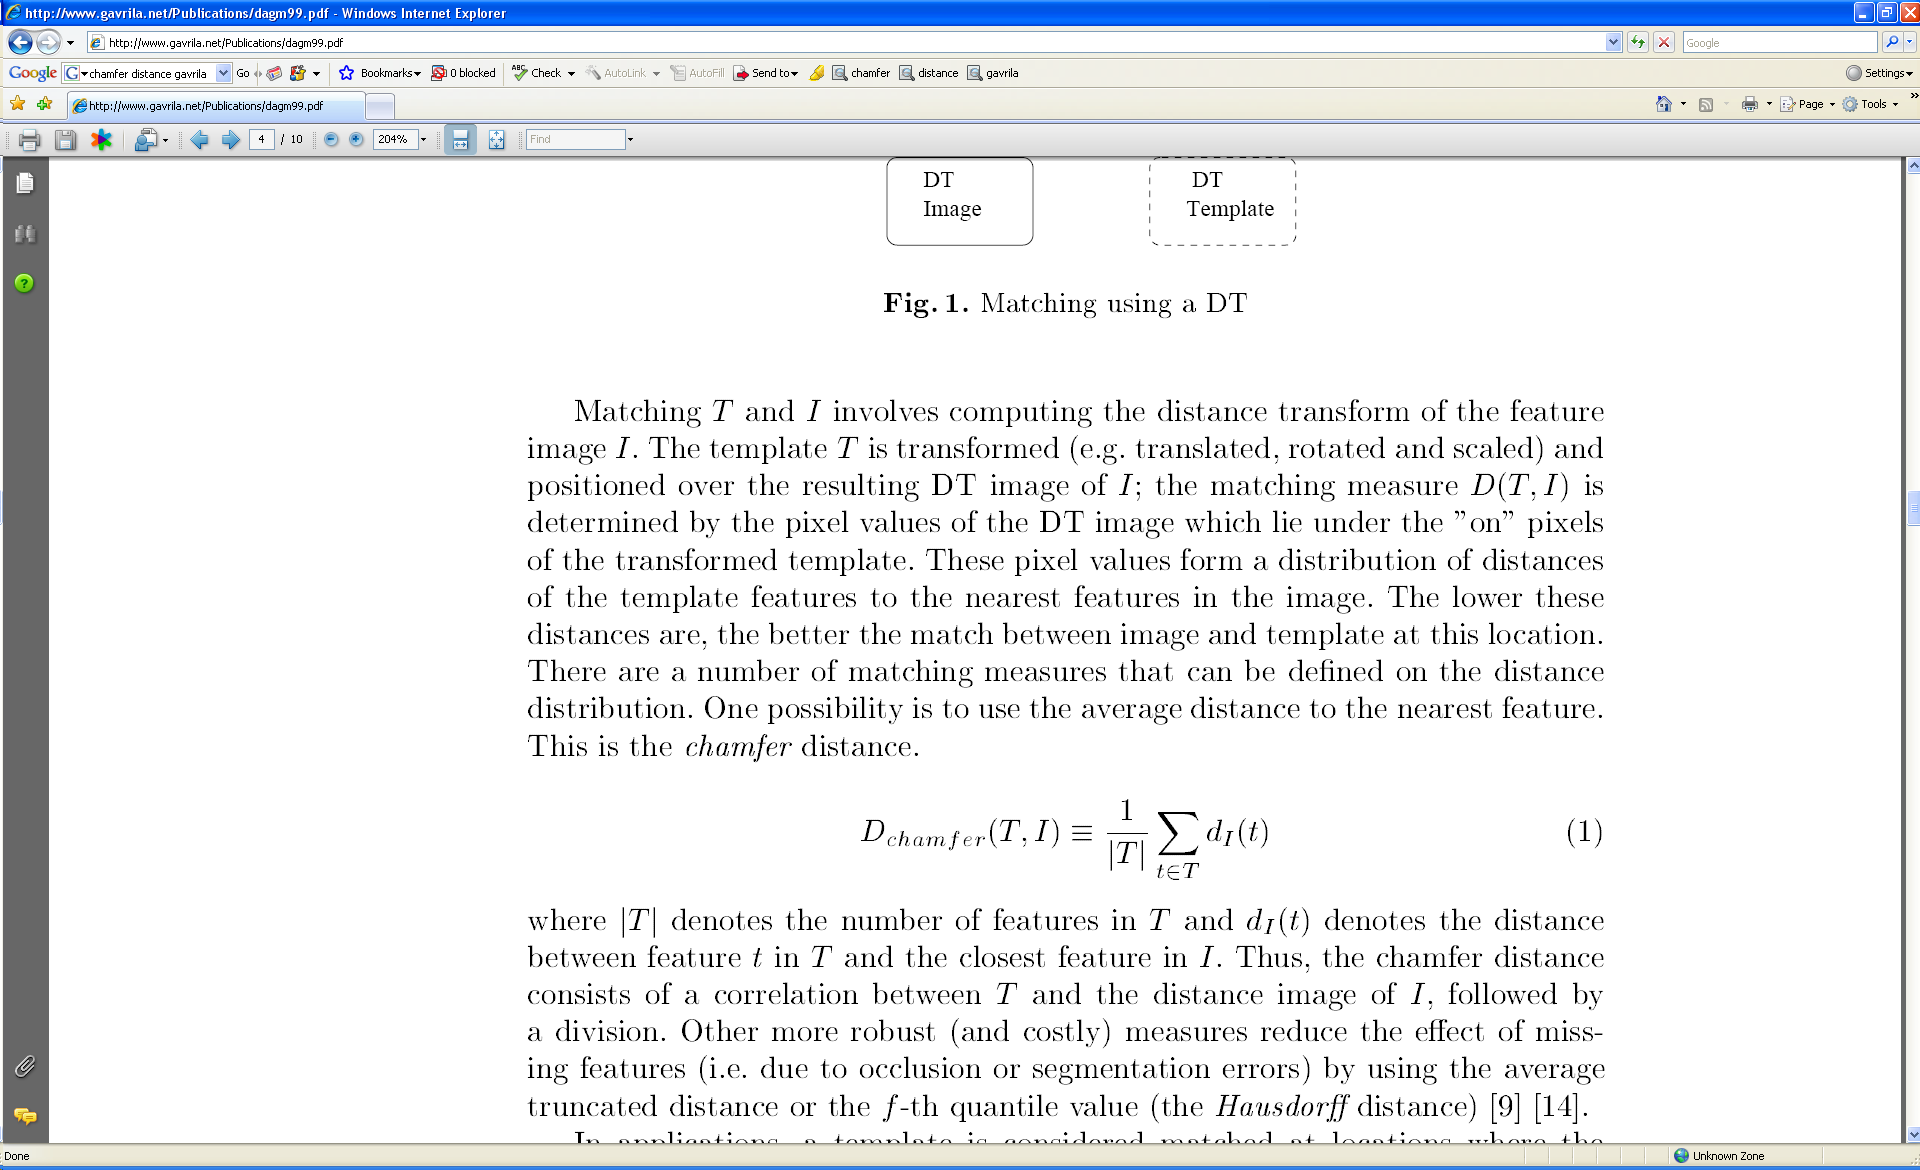 http://www.gavrila.net/Publications/dagm99.pdf - Windows Internet Explorer
http://www.gavrila.net/Publications/dagm99.pdf
Google
Google
chamfer distance gavrila
Go
Bookmarks
0 blocked
Check
AutoLink
AutoFill
Send to
chamfer
distance
gavrila
Settings
http://www.gavrila.net/Publications/dagm99.pdf
Page
Tools
4 / 10
204%
Find
DT
Image
DT
Template
Fig. 1. Matching using a DT
Matching T and I involves computing the distance transform of the feature
image I. The template T is transformed (e.g. translated, rotated and scaled) and
positioned over the resulting DT image of I; the matching measure D(T, I) is
determined by the pixel values of the DT image which lie under the ”on” pixels
of the transformed template. These pixel values form a distribution of distances
of the template features to the nearest features in the image. The lower these
distances are, the better the match between image and template at this location.
There are a number of matching measures that can be defined on the distance
distribution. One possibility is to use the average distance to the nearest feature.
This is the chamfer distance.
D_chamfer(T, I) ≡ 1/|T| ∑_{t∈T} d_I(t) (1)
where |T| denotes the number of features in T and d_I(t) denotes the distance
between feature t in T and the closest feature in I. Thus, the chamfer distance
consists of a correlation between T and the distance image of I, followed by
a division. Other more robust (and costly) measures reduce the effect of miss-
ing features (i.e. due to occlusion or segmentation errors) by using the average
truncated distance or the f-th quantile value (the Hausdorff distance) [9] [14].
In applications, a template is considered matched at locations where the
Done
Unknown Zone